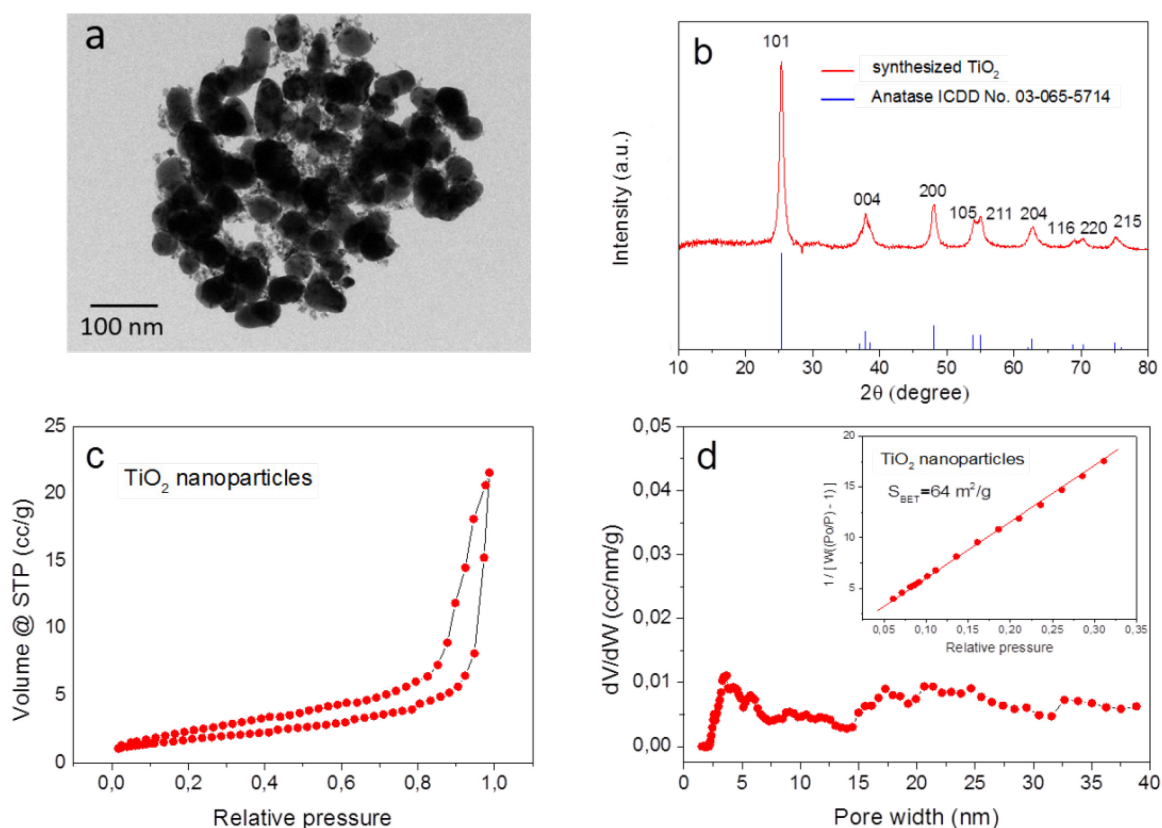 a
100 nm
b
101
004
200
105
211
204
116
220
215
synthesized TiO₂
Anatase ICDD No. 03-065-5714
Intensity (a.u.)
10 20 30 40 50 60 70 80
2θ (degree)
c
TiO₂ nanoparticles
Volume @ STP (cc/g)
25
20
15
10
5
0
0,0 0,2 0,4 0,6 0,8 1,0
Relative pressure
d
dV/dW (cc/nm/g)
0,05
0,04
0,03
0,02
0,01
0,00
0 5 10 15 20 25 30 35 40
Pore width (nm)
TiO₂ nanoparticles
S_BET=64 m²/g
1 / [ W((Po/P) - 1) ]
20
15
10
5
0,05 0,10 0,15 0,20 0,25 0,30 0,35
Relative pressure